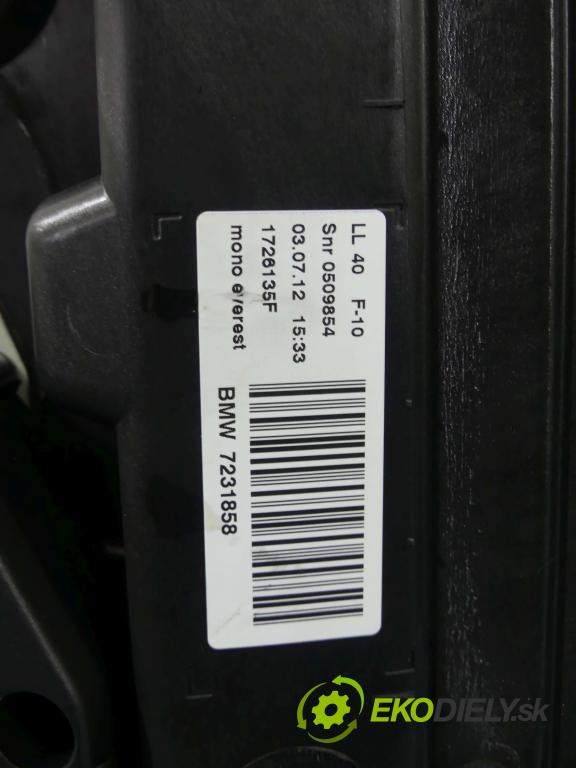 LL 40 F-10
Snr 0509854
03.07.12 15:33
1726135F
mono everest
BMW 7231858
EKODIELY.sk